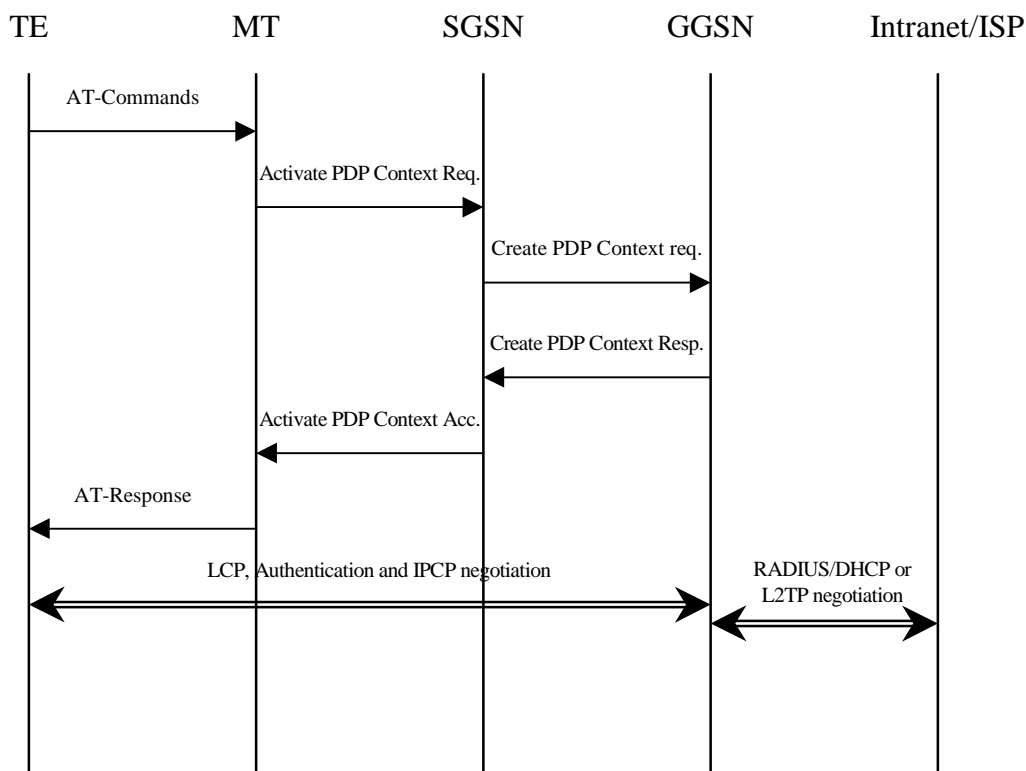 TE MT SGSN GGSN Intranet/ISP
AT-Commands
Activate PDP Context Req.
Create PDP Context req.
Create PDP Context Resp.
Activate PDP Context Acc.
AT-Response
LCP, Authentication and IPCP negotiation
RADIUS/DHCP or
L2TP negotiation